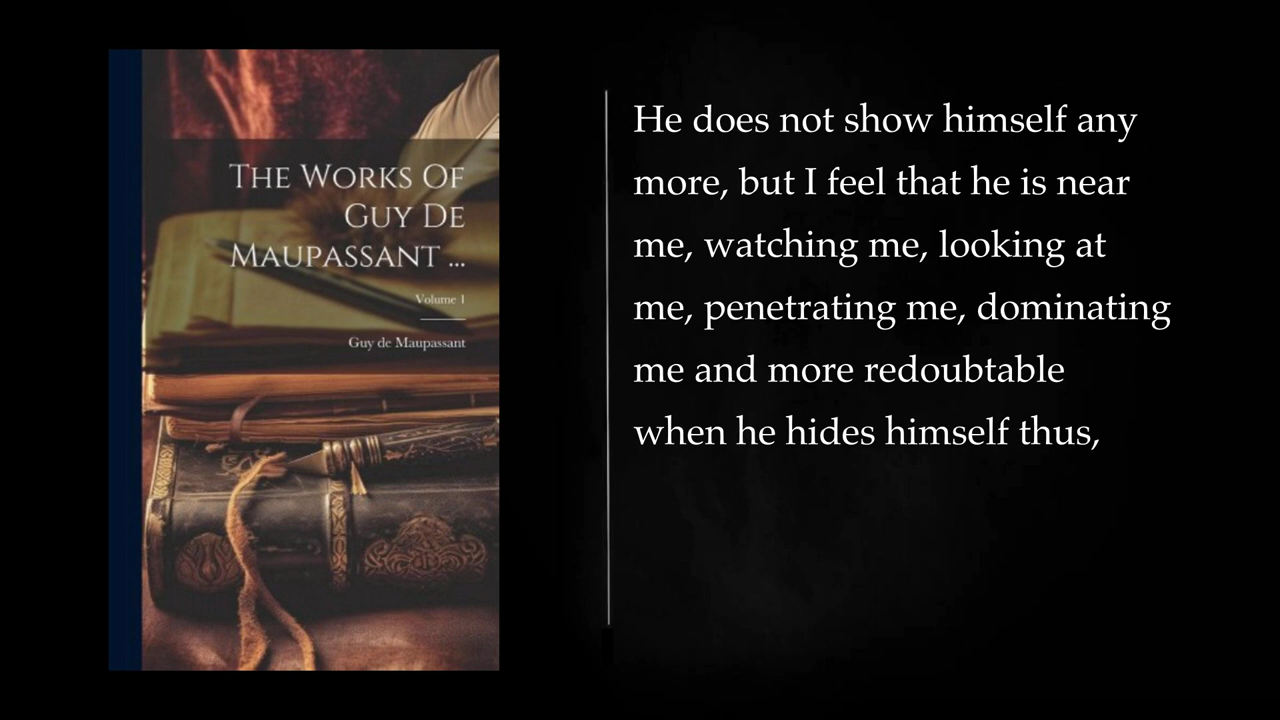 The Works Of
Guy De
Maupassant ...
Volume 1
Guy de Maupassant
He does not show himself any
more, but I feel that he is near
me, watching me, looking at
me, penetrating me, dominating
me and more redoubtable
when he hides himself thus,